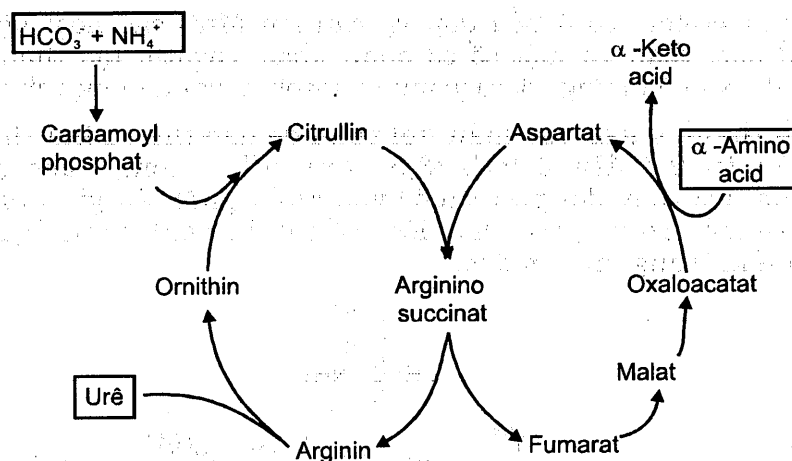 HCO₃ + NH₄⁺
α -Keto
acid
Carbamoyl
phosphat
Citrullin
Aspartat
α -Amino
acid
Ornithin
Arginino
succinat
Oxaloacatat
Malat
Urê
Arginin
Fumarat